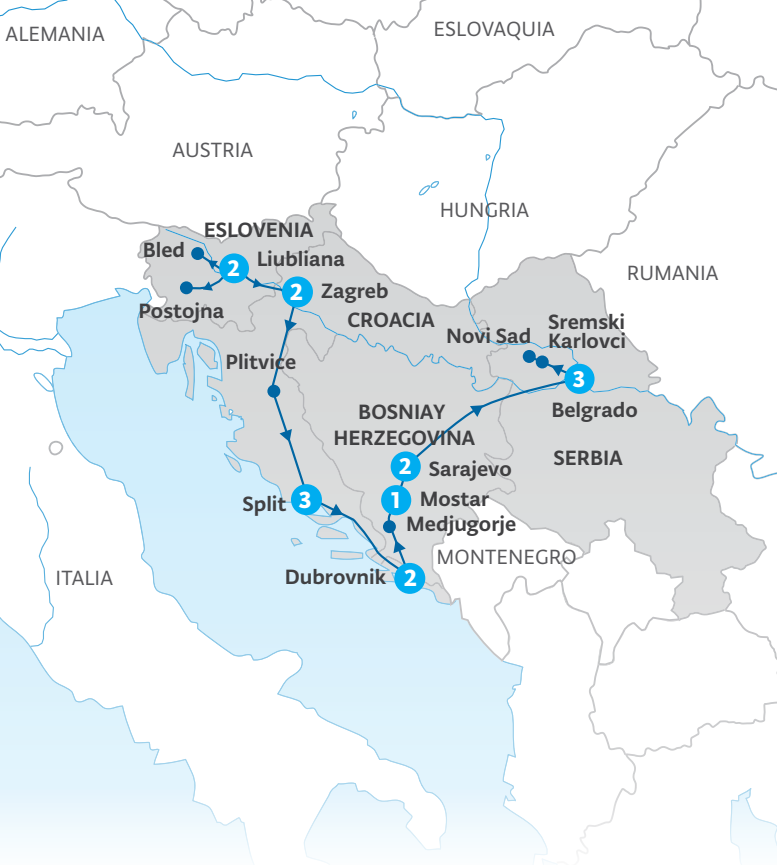 ALEMANIA
ESLOVAQUIA
AUSTRIA
HUNGRIA
ESLOVENIA
Bled
2
Liubliana
RUMANIA
2
Zagreb
Postojna
CROACIA
Sremski
Novi Sad
Karlovci
Plitvice
3
Belgrado
BOSNIAY
HERZEGOVINA
SERBIA
2
Sarajevo
Split
3
1
Mostar
Medjugorje
MONTENEGRO
ITALIA
Dubrovnik
2